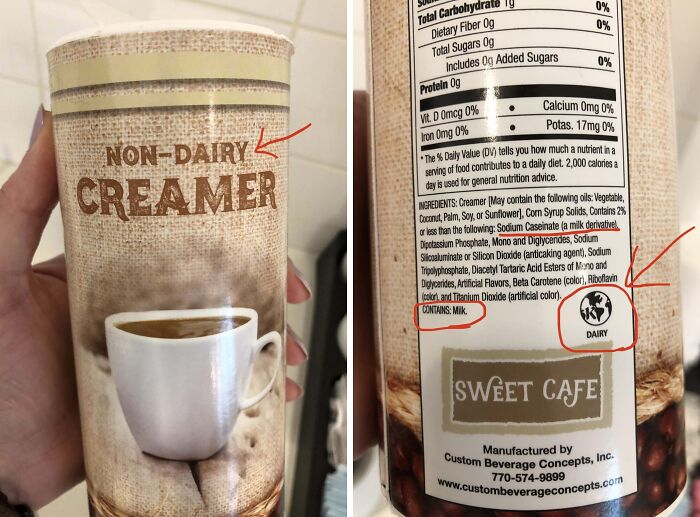 NON-DAIRY
CREAMER
Total Carbohydrate 1g 0%
Dietary Fiber 0g 0%
Total Sugars 0g
Includes 0g Added Sugars 0%
Protein 0g
Vit. D 0mcg 0% • Calcium 0mg 0%
Iron 0mg 0% • Potas. 17mg 0%
* The % Daily Value (DV) tells you how much a nutrient in a
serving of food contributes to a daily diet. 2,000 calories a
day is used for general nutrition advice.
INGREDIENTS: Creamer [May contain the following oils: Vegetable,
Coconut, Palm, Soy, or Sunflower], Corn Syrup Solids, Contains 2%
or less than the following: Sodium Caseinate (a milk derivative),
Dipotassium Phosphate, Mono and Diglycerides, Sodium
Silicoaluminate or Silicon Dioxide (anticaking agent), Sodium
Tripolyphosphate, Diacetyl Tartaric Acid Esters of Mono and
Diglycerides, Artificial Flavors, Beta Carotene (color), Riboflavin
(color), and Titanium Dioxide (artificial color).
CONTAINS: Milk.
K
DAIRY
SWEET CAFE
Manufactured by
Custom Beverage Concepts, Inc.
770-574-9899
www.custombeverageconcepts.com